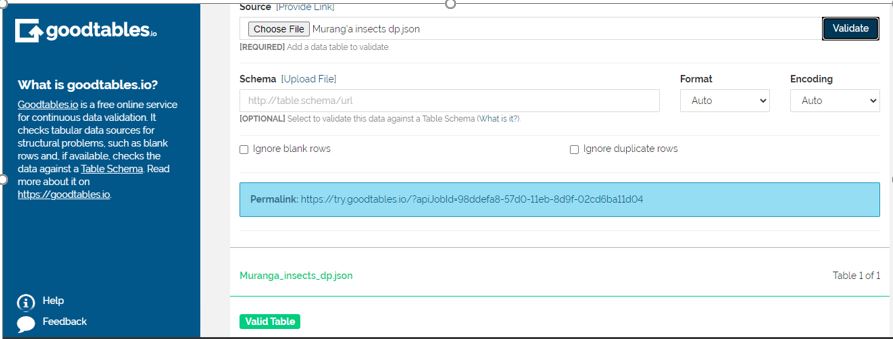 goodtables.io
What is goodtables.io?
Goodtables.io is a free online service
for continuous data validation. It
checks tabular data sources for
structural problems, such as blank
rows and, if available, checks the
data against a Table Schema. Read
more about it on
https://goodtables.io.
Help
Feedback
Source [Provide Link]
Choose File Murang'a insects dp.json
Validate
[REQUIRED] Add a data table to validate
Schema [Upload File]
Format
Encoding
http://table.schema/url
Auto
Auto
[OPTIONAL] Select to validate this data against a Table Schema (What is it?).
Ignore blank rows
Ignore duplicate rows
Permalink: https://try.goodtables.io/?apiJobId=98ddefa8-57d0-11eb-8d9f-02cd6ba11d04
Muranga_insects_dp.json
Table 1 of 1
Valid Table